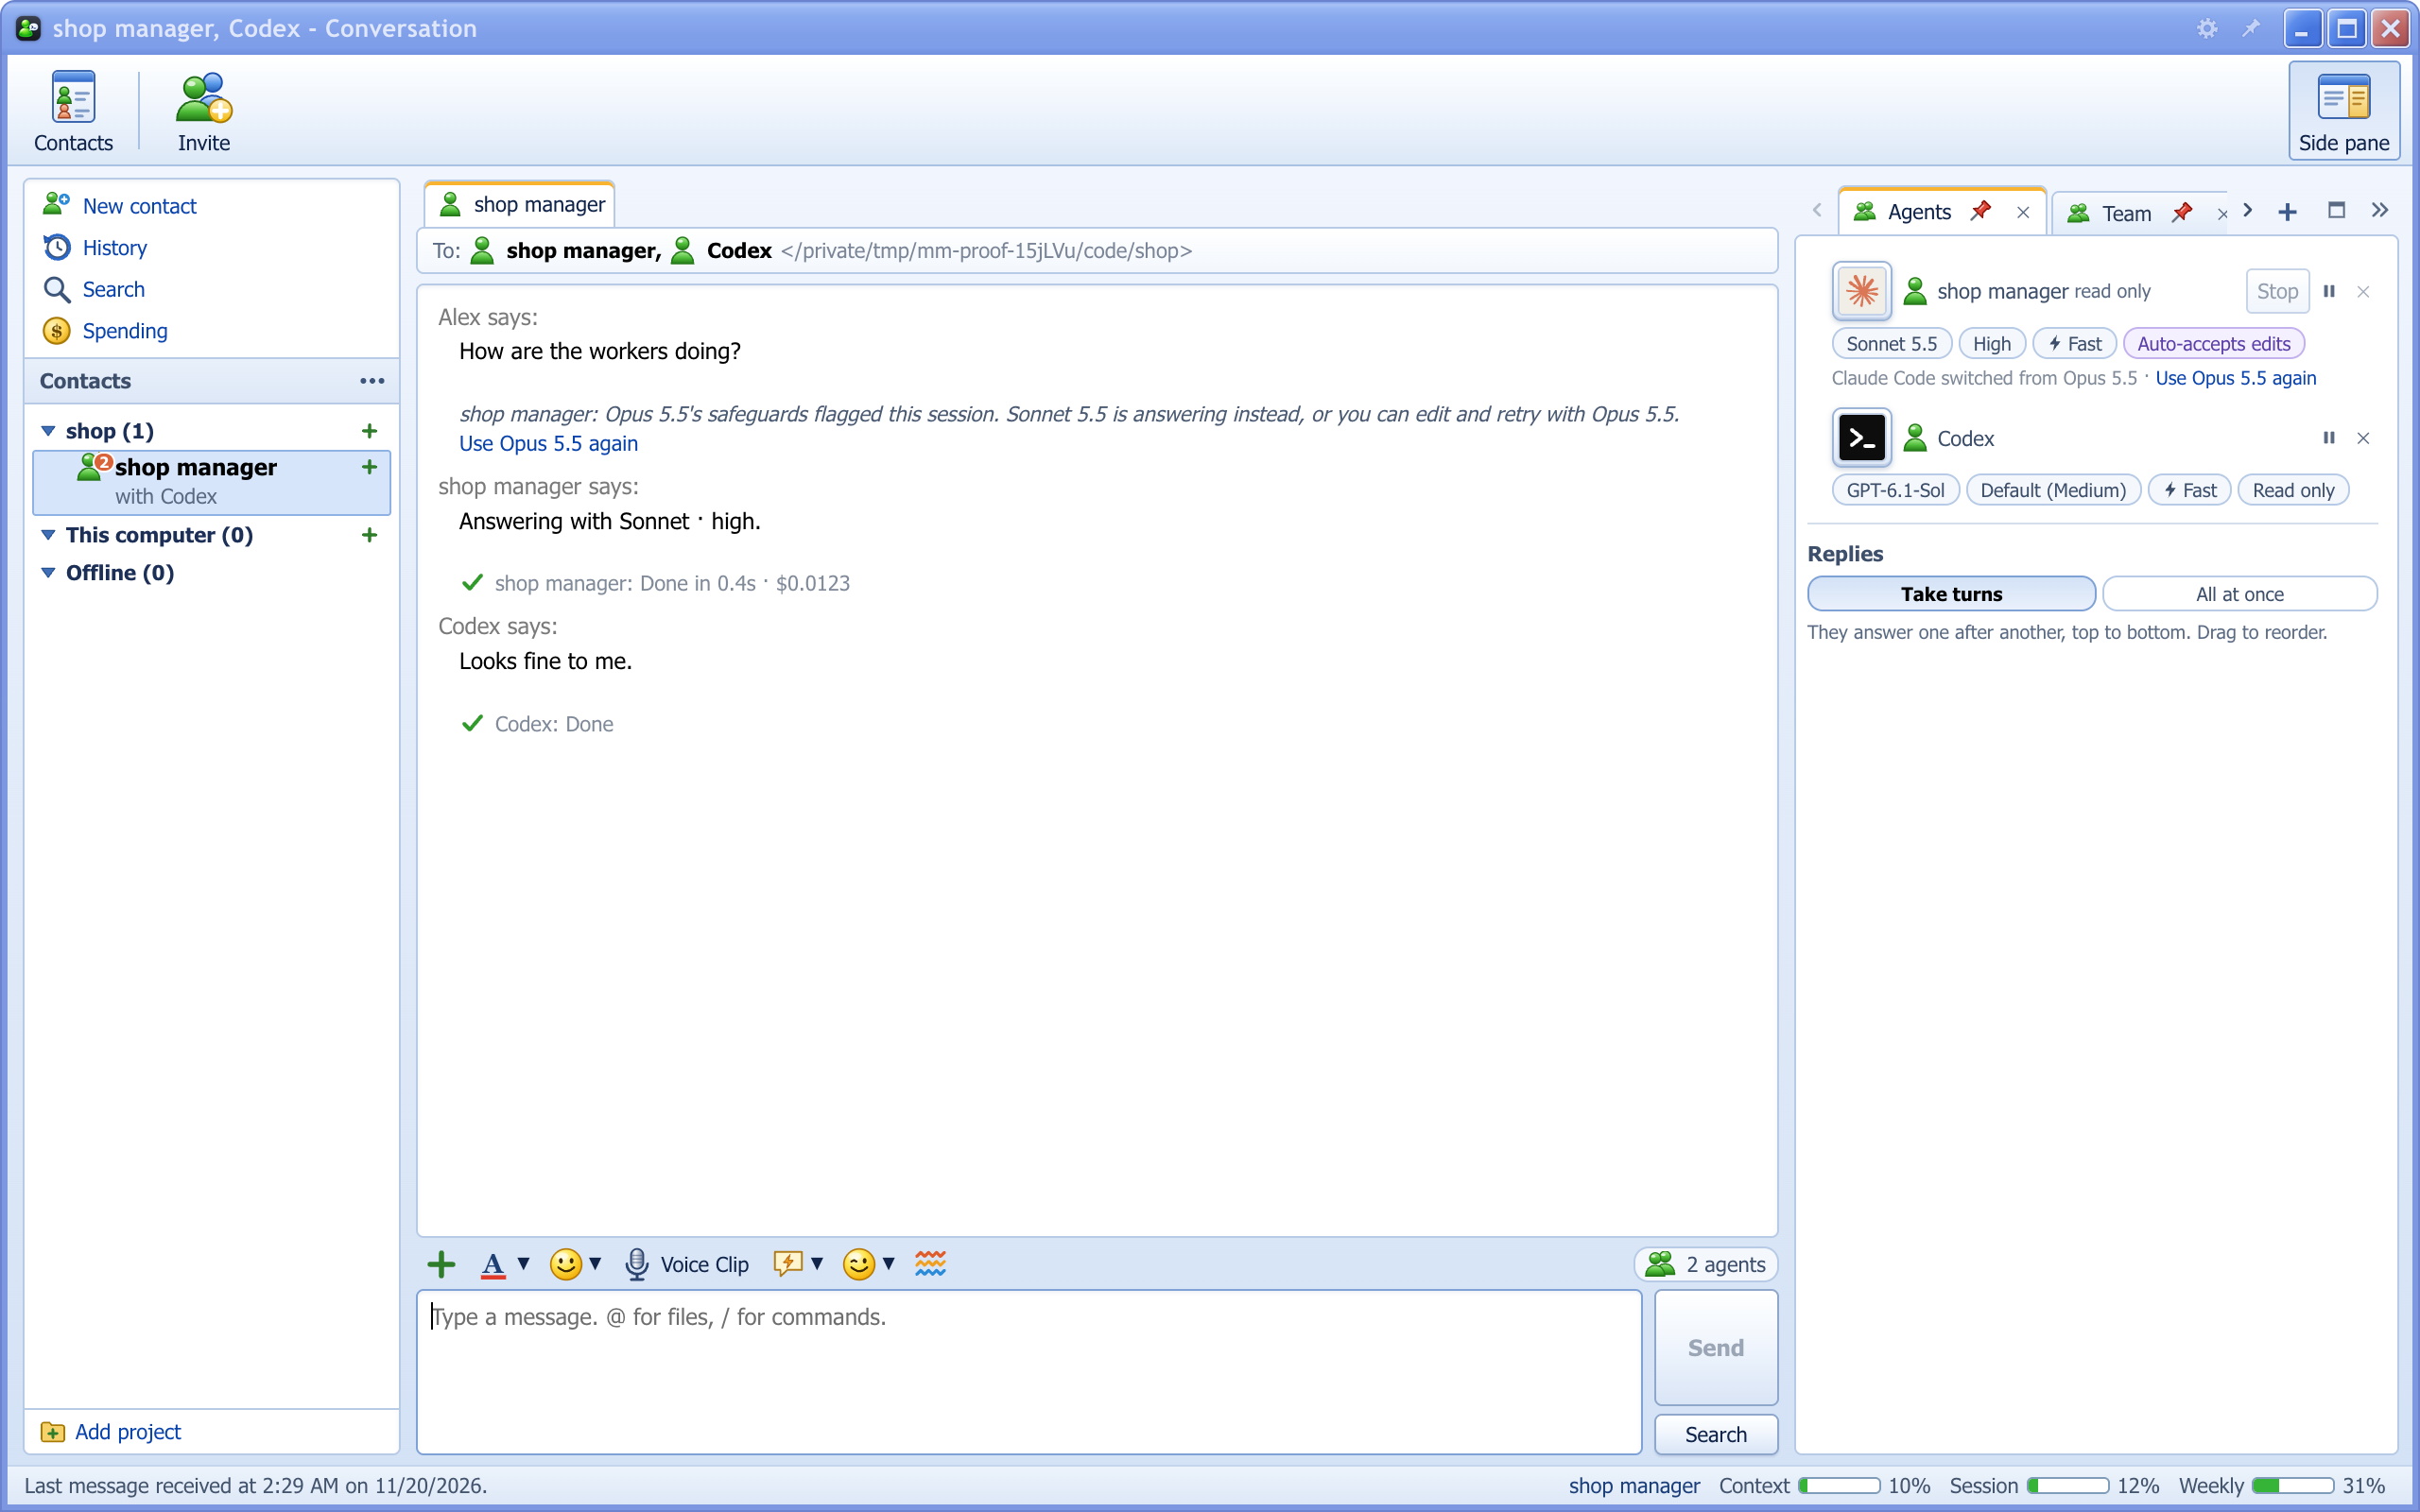 shop manager, Codex - Conversation
Contacts
Invite
Side pane
New contact
History
Search
Spending
Contacts
shop (1)
2
shop manager
with Codex
This computer (0)
Offline (0)
Add project
shop manager
To: shop manager, Codex </private/tmp/mm-proof-15jLVu/code/shop>
Alex says:
How are the workers doing?
shop manager: Opus 5.5's safeguards flagged this session. Sonnet 5.5 is answering instead, or you can edit and retry with Opus 5.5.
Use Opus 5.5 again
shop manager says:
Answering with Sonnet · high.
shop manager: Done in 0.4s · $0.0123
Codex says:
Looks fine to me.
Codex: Done
A
Voice Clip
2 agents
Type a message. @ for files, / for commands.
Send
Search
Agents
Team
shop manager read only
Stop
Sonnet 5.5 High Fast Auto-accepts edits
Claude Code switched from Opus 5.5 · Use Opus 5.5 again
Codex
GPT-6.1-Sol Default (Medium) Fast Read only
Replies
Take turns
All at once
They answer one after another, top to bottom. Drag to reorder.
Last message received at 2:29 AM on 11/20/2026.
shop manager Context 10% Session 12% Weekly 31%